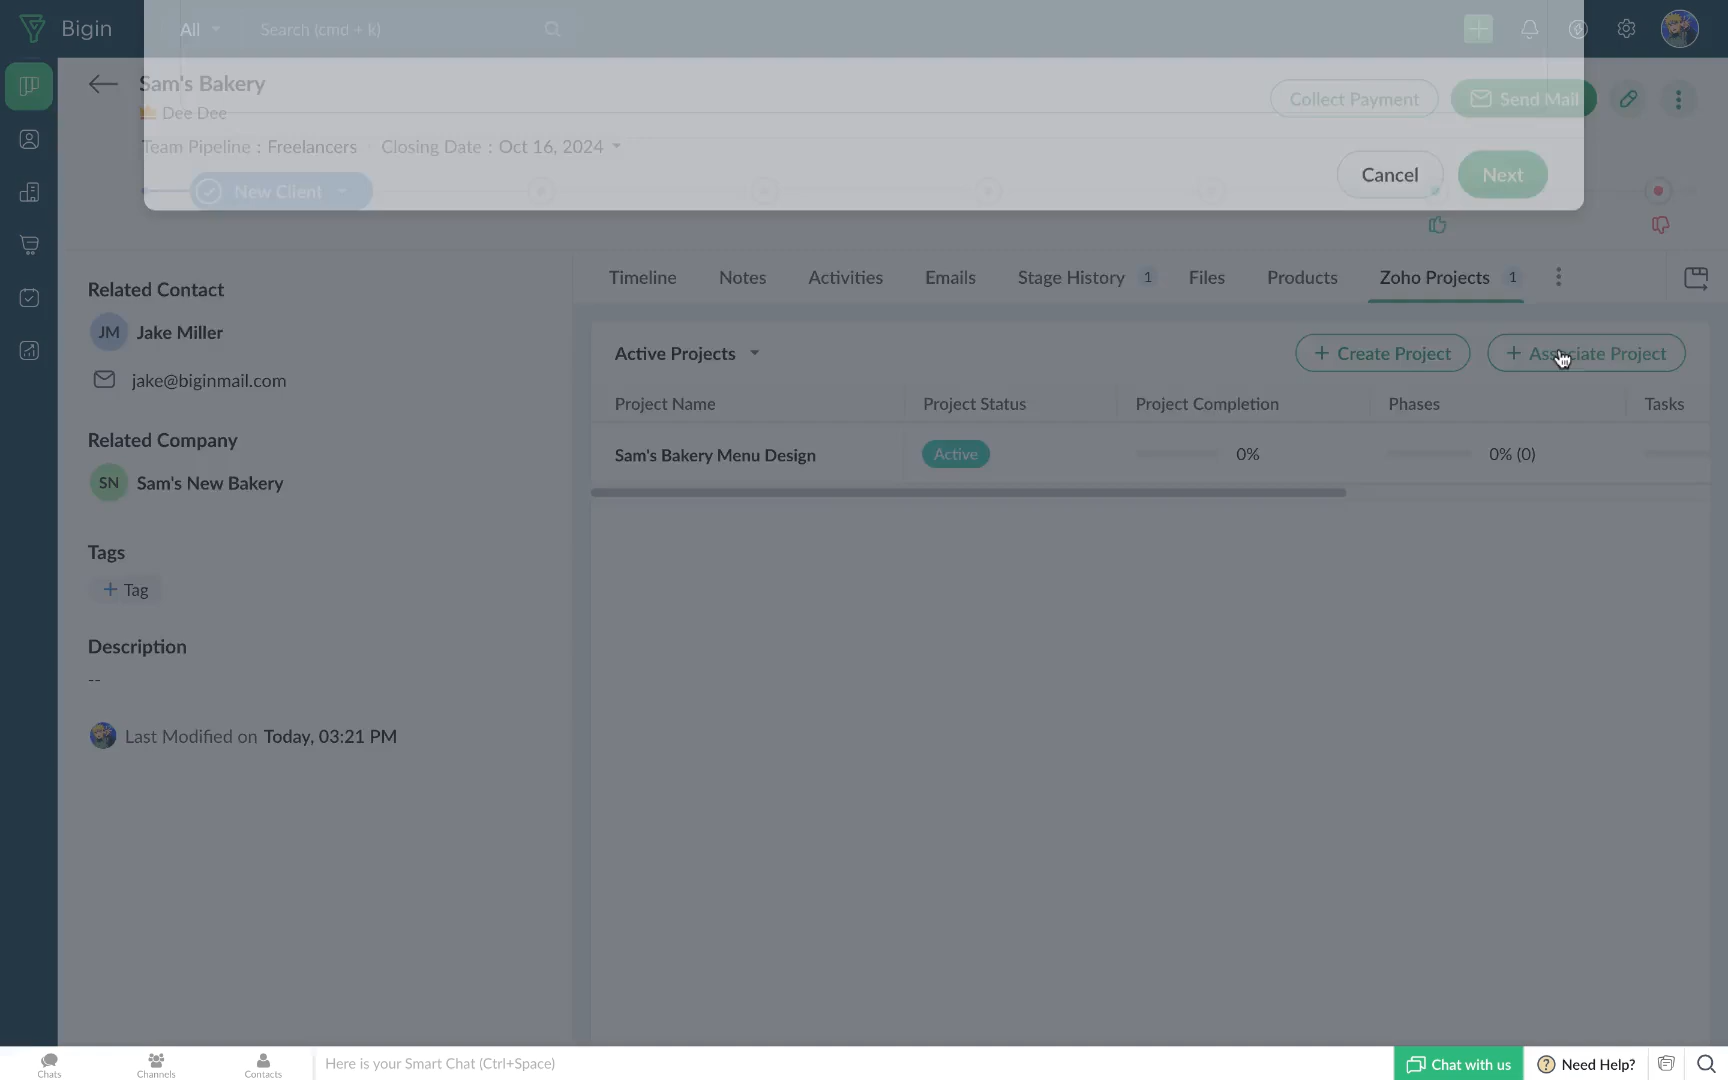 Bigin
All
Search (cmd + k)
Sam's Bakery
Dee Dee
Collect Payment
Send Mail
Team Pipeline : Freelancers
Closing Date : Oct 16, 2024
Cancel
Next
New Client
Timeline
Notes
Activities
Emails
Stage History 1
Files
Products
Zoho Projects 1
Related Contact
JM Jake Miller
jake@biginmail.com
Related Company
SN Sam's New Bakery
Tags
+ Tag
Description
--
Last Modified on Today, 03:21 PM
Active Projects
+ Create Project
+ Associate Project
Project Name
Project Status
Project Completion
Phases
Tasks
Sam's Bakery Menu Design
Active
0%
0% (0)
Chats
Channels
Contacts
Here is your Smart Chat (Ctrl+Space)
Chat with us
Need Help?